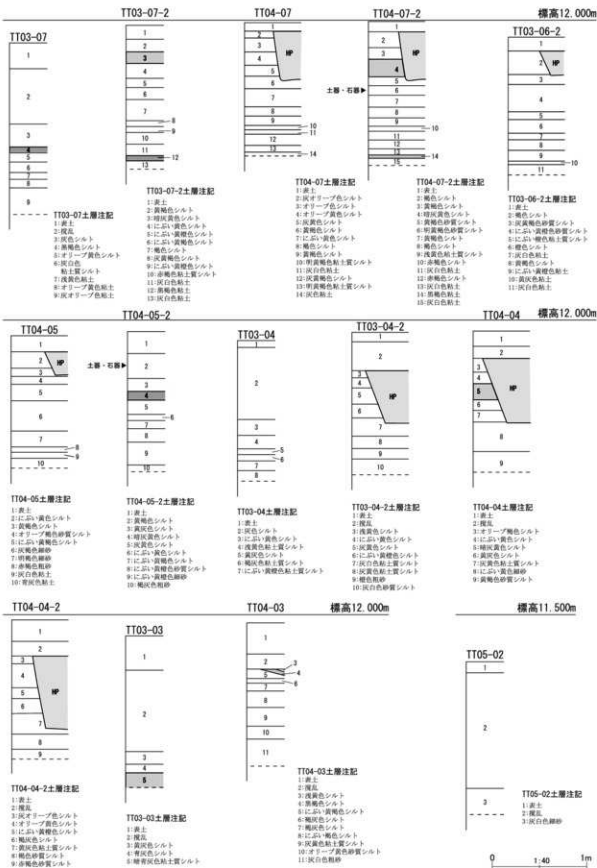 TT03-07-2
TT04-07
TT04-07-2
標高12.000m
TT03-07
TT03-06-2
HP
HP
HP
土器・石器▶
TT03-07土層注記
1:表土
2:撹乱
3:灰色シルト
4:黒褐色シルト
5:オリーブ黄色シルト
6:灰白色
粘土質シルト
7:浅黄色粘土
8:オリーブ黄色粘土
9:灰オリーブ色粘土
TT03-07-2土層注記
1:表土
2:黄褐色シルト
3:暗灰黄色シルト
4:にぶい黄色シルト
5:にぶい黄橙色シルト
6:にぶい黄褐色シルト
7:褐色シルト
8:灰黄褐色シルト
9:にぶい黄橙色シルト
10:赤褐色粘土質シルト
11:灰白色粘土
12:黒褐色粘土
13:灰白色粘土
TT04-07土層注記
1:表土
2:灰オリーブ色シルト
3:オリーブ色シルト
4:オリーブ黄色シルト
5:灰黄色シルト
6:黄褐色シルト
7:にぶい黄色シルト
8:褐色シルト
9:黄褐色シルト
10:明黄褐色粘土質シルト
11:灰白色粘土
12:灰黄褐色シルト
13:明黄褐色粘土質シルト
14:灰色粘土
TT04-07-2土層注記
1:表土
2:褐色シルト
3:黄褐色シルト
4:暗灰黄色シルト
5:灰黄褐色砂質シルト
6:明黄褐色砂質シルト
7:黄褐色シルト
8:褐色シルト
9:浅黄色粘土質シルト
10:赤褐色シルト
11:灰白色粘土
12:赤褐色シルト
13:灰白色粘土
14:黒褐色粘土
15:灰白色粘土
TT03-06-2土層注記
1:表土
2:褐色シルト
3:灰黄褐色砂質シルト
4:にぶい黄橙色砂質シルト
5:にぶい橙色粘土質シルト
6:橙色シルト
7:灰白色粘土
8:黄褐色シルト
9:にぶい黄橙色粘土
10:黄灰色粘土質シルト
11:灰白色シルト
TT04-05
TT04-05-2
TT03-04
TT03-04-2
TT04-04
標高12.000m
HP
土器・石器▶
HP
HP
TT04-05土層注記
1:表土
2:にぶい黄色シルト
3:黄褐色シルト
4:オリーブ褐色砂質シルト
5:にぶい黄褐色シルト
6:灰褐色細砂
7:明褐色細砂
8:赤褐色粗砂
9:灰白色粘土
10:青灰色粘土
TT04-05-2土層注記
1:表土
2:黄褐色シルト
3:黄灰色シルト
4:暗灰黄色シルト
5:灰黄色シルト
6:にぶい黄色シルト
7:にぶい黄褐色シルト
8:にぶい黄橙色砂質シルト
9:にぶい黄橙色細砂
10:褐灰色粗砂
TT03-04土層注記
1:表土
2:灰色シルト
3:にぶい黄色シルト
4:浅黄色粘土質シルト
5:黄灰色シルト
6:褐灰色粘土質シルト
7:にぶい黄橙色粘土質シルト
TT03-04-2土層注記
1:表土
2:撹乱
3:浅黄色シルト
4:にぶい黄色シルト
5:灰黄色シルト
6:にぶい黄橙色シルト
7:灰白色粘土質シルト
8:灰黄色粘土質シルト
9:橙色粗砂
10:灰白色砂質シルト
TT04-04土層注記
1:表土
2:撹乱
3:オリーブ褐色シルト
4:にぶい黄色シルト
5:暗灰黄色シルト
6:黄灰色シルト
7:灰黄色粘土質シルト
8:にぶい黄色細砂
9:黄褐色砂質シルト
TT04-04-2
TT03-03
TT04-03
標高12.000m
標高11.500m
TT05-02
HP
TT04-04-2土層注記
1:表土
2:撹乱
3:灰オリーブ色シルト
4:オリーブ黄色シルト
5:にぶい黄橙色シルト
6:褐灰色シルト
7:灰黄色粘土質シルト
8:褐色砂質シルト
9:赤褐色砂質シルト
TT03-03土層注記
1:表土
2:撹乱
3:黄灰色シルト
4:青灰色シルト
5:暗青灰色粘土質シルト
TT04-03土層注記
1:表土
2:撹乱
3:浅黄色シルト
4:黒褐色シルト
5:にぶい黄褐色シルト
6:褐灰色シルト
7:褐灰色シルト
8:にぶい褐色シルト
9:灰黄色粘土質シルト
10:オリーブ黄色砂質シルト
11:灰白色粗砂
TT05-02土層注記
1:表土
2:撹乱
3:灰白色細砂
0 1:40 1m